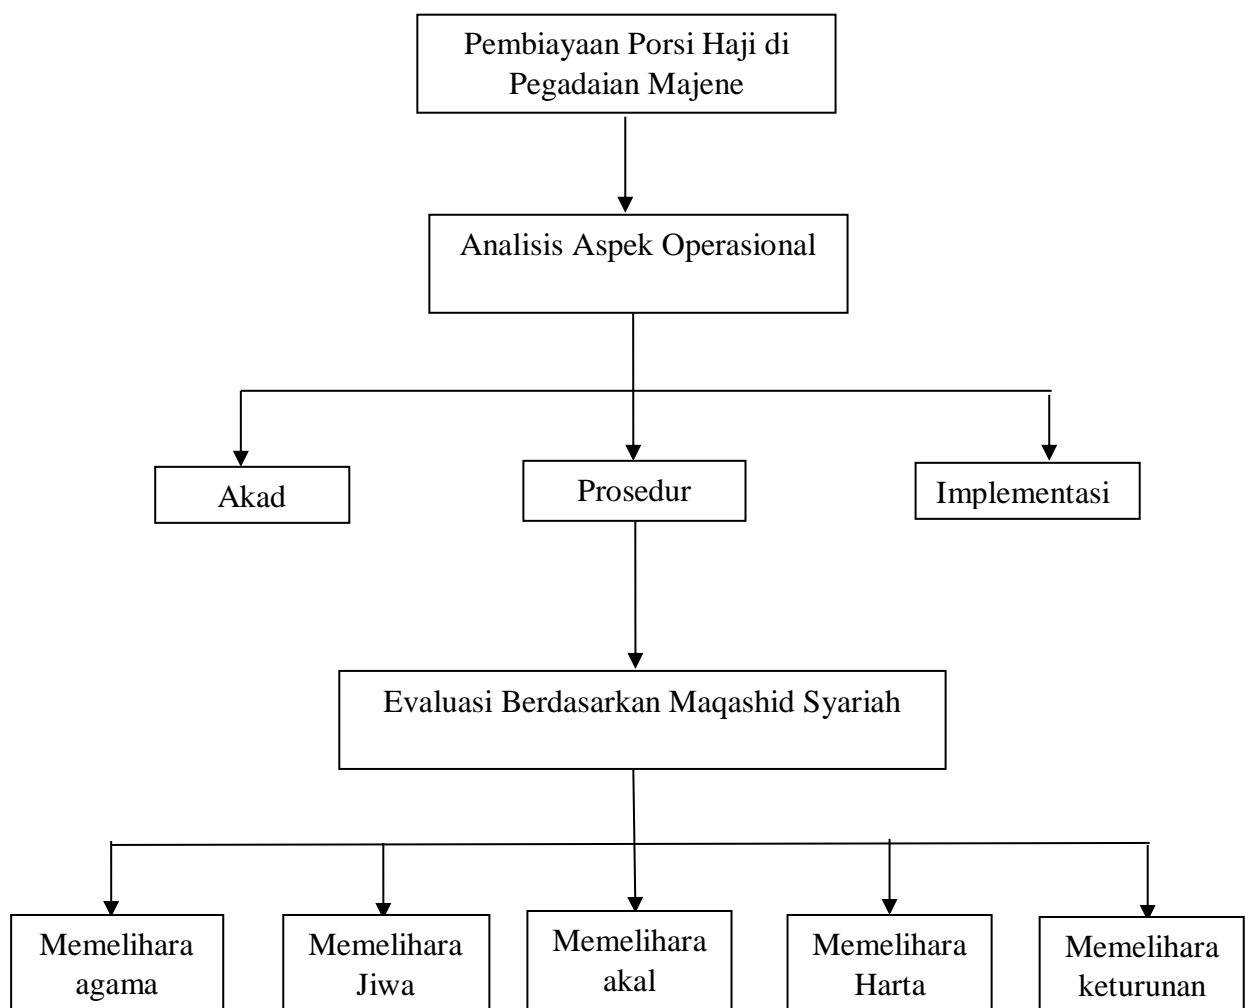 Pembiayaan Porsi Haji di
Pegadaian Majene
Analisis Aspek Operasional
Akad
Prosedur
Implementasi
Evaluasi Berdasarkan Maqashid Syariah
Memelihara
agama
Memelihara
Jiwa
Memelihara
akal
Memelihara
Harta
Memelihara
keturunan